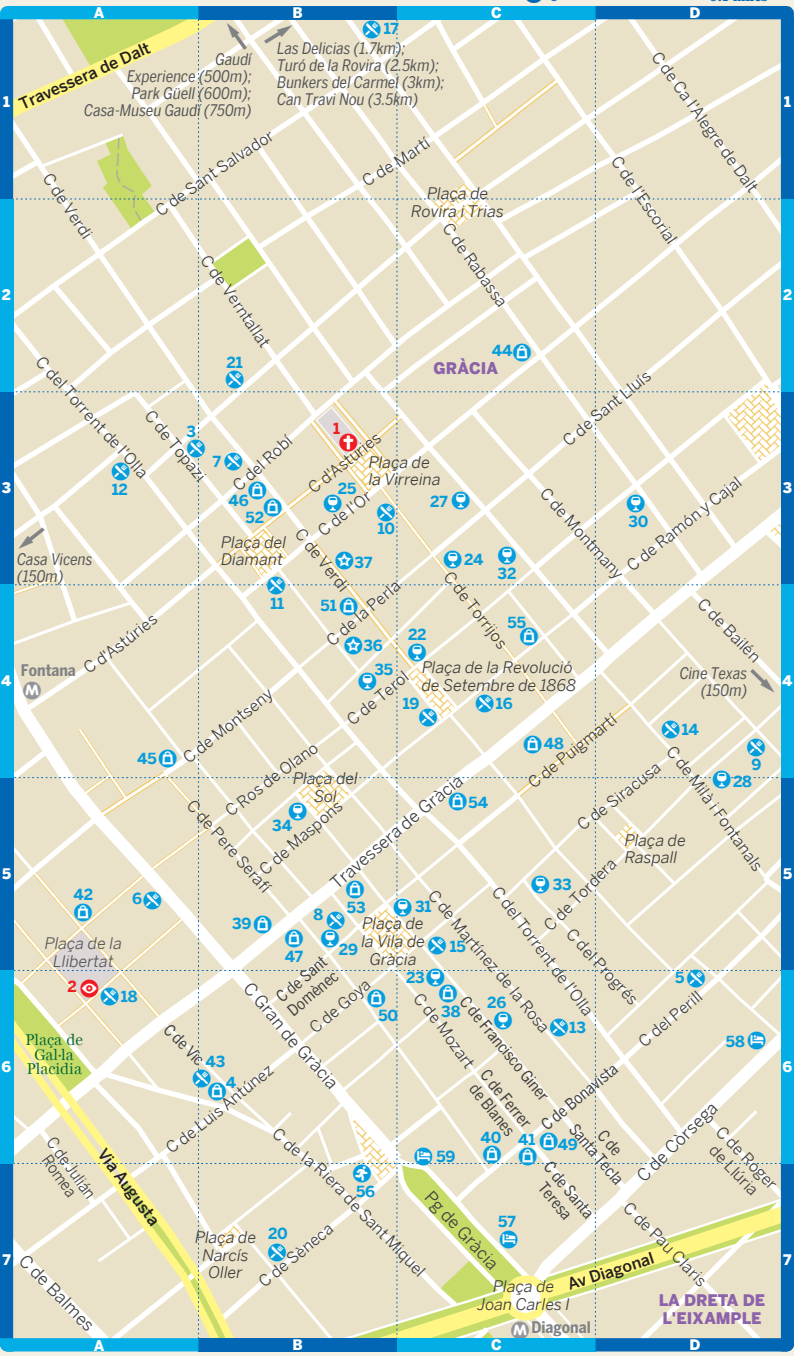 A B C D
17
Travessera de Dalt
Gaudí
Experience (500m);
Park Güell (600m);
Casa-Museu Gaudí (750m)
Las Delicias (1.7km);
Turó de la Rovira (2.5km);
Bunkers del Carmel (3km);
Can Travi Nou (3.5km)
1 1
C de Ca l'Alegre de Dalt
C de Sant Salvador
C de Martí
C de Verdi
Plaça de
Rovira i Trias
C de l'Escorial
C de Rabassa
C de Verntallat
2 2
44
GRÀCIA
21
C del Torrent de l'Olla
C de Topazi
C de Sant Lluís
3
1
7
C del Robí
C d'Astúries
Plaça de
la Virreina
12
46
52
25
C de l'Or
10
27
30
3 3
C de Montmany
C de Ramón y Cajal
Casa Vicens
(150m)
Plaça del
Diamant
C de Verdi
37
24
32
11
51
C de la Perla
C de Torrijos
55
C de Bailén
C d'Astúries
36
22
Fontana
M
35
C de Terol
Plaça de la Revolució
de Setembre de 1868
Cine Texas
(150m)
4 4
19
16
C de Montseny
45
48
C de Puigmartí
14
9
28
C Ros de Olano
Plaça del
Sol
34
C de Maspons
C de Pere Serafí
Travessera de Gràcia
54
C de Siracusa
C de Milà i Fontanals
Plaça de
Raspall
5 5
42
6
39
53
8
47
29
31
Plaça de
la Vila de
Gràcia
15
33
C de Tordera
C de Martínez de la Rosa
C del Torrent de l'Olla
C del Progrés
Plaça de la
Llibertat
2
18
C de Sant
Domènec
C de Goya
50
23
38
26
13
5
C del Perill
58
C Gran de Gràcia
C de Mozart
C de Francisco Giner
Plaça de
Gal·la
Placidia
C de Vic
43
4
6 6
C de Luis Antúnez
C de Ferrer
de Blanes
C de Bonavista
40
41
49
C de
Santa Tecla
C de Còrsega
C de Roger
de Llúria
C de Julián
Romea
Via Augusta
C de la Riera de Sant Miquel
59
56
C de Santa
Teresa
Plaça de
Narcís
Oller
20
C de Sèneca
Pg de Gràcia
57
C de Pau Claris
7 7
C de Balmes
Plaça de
Joan Carles I
Av Diagonal
M Diagonal
LA DRETA DE
L'EIXAMPLE
A B C D